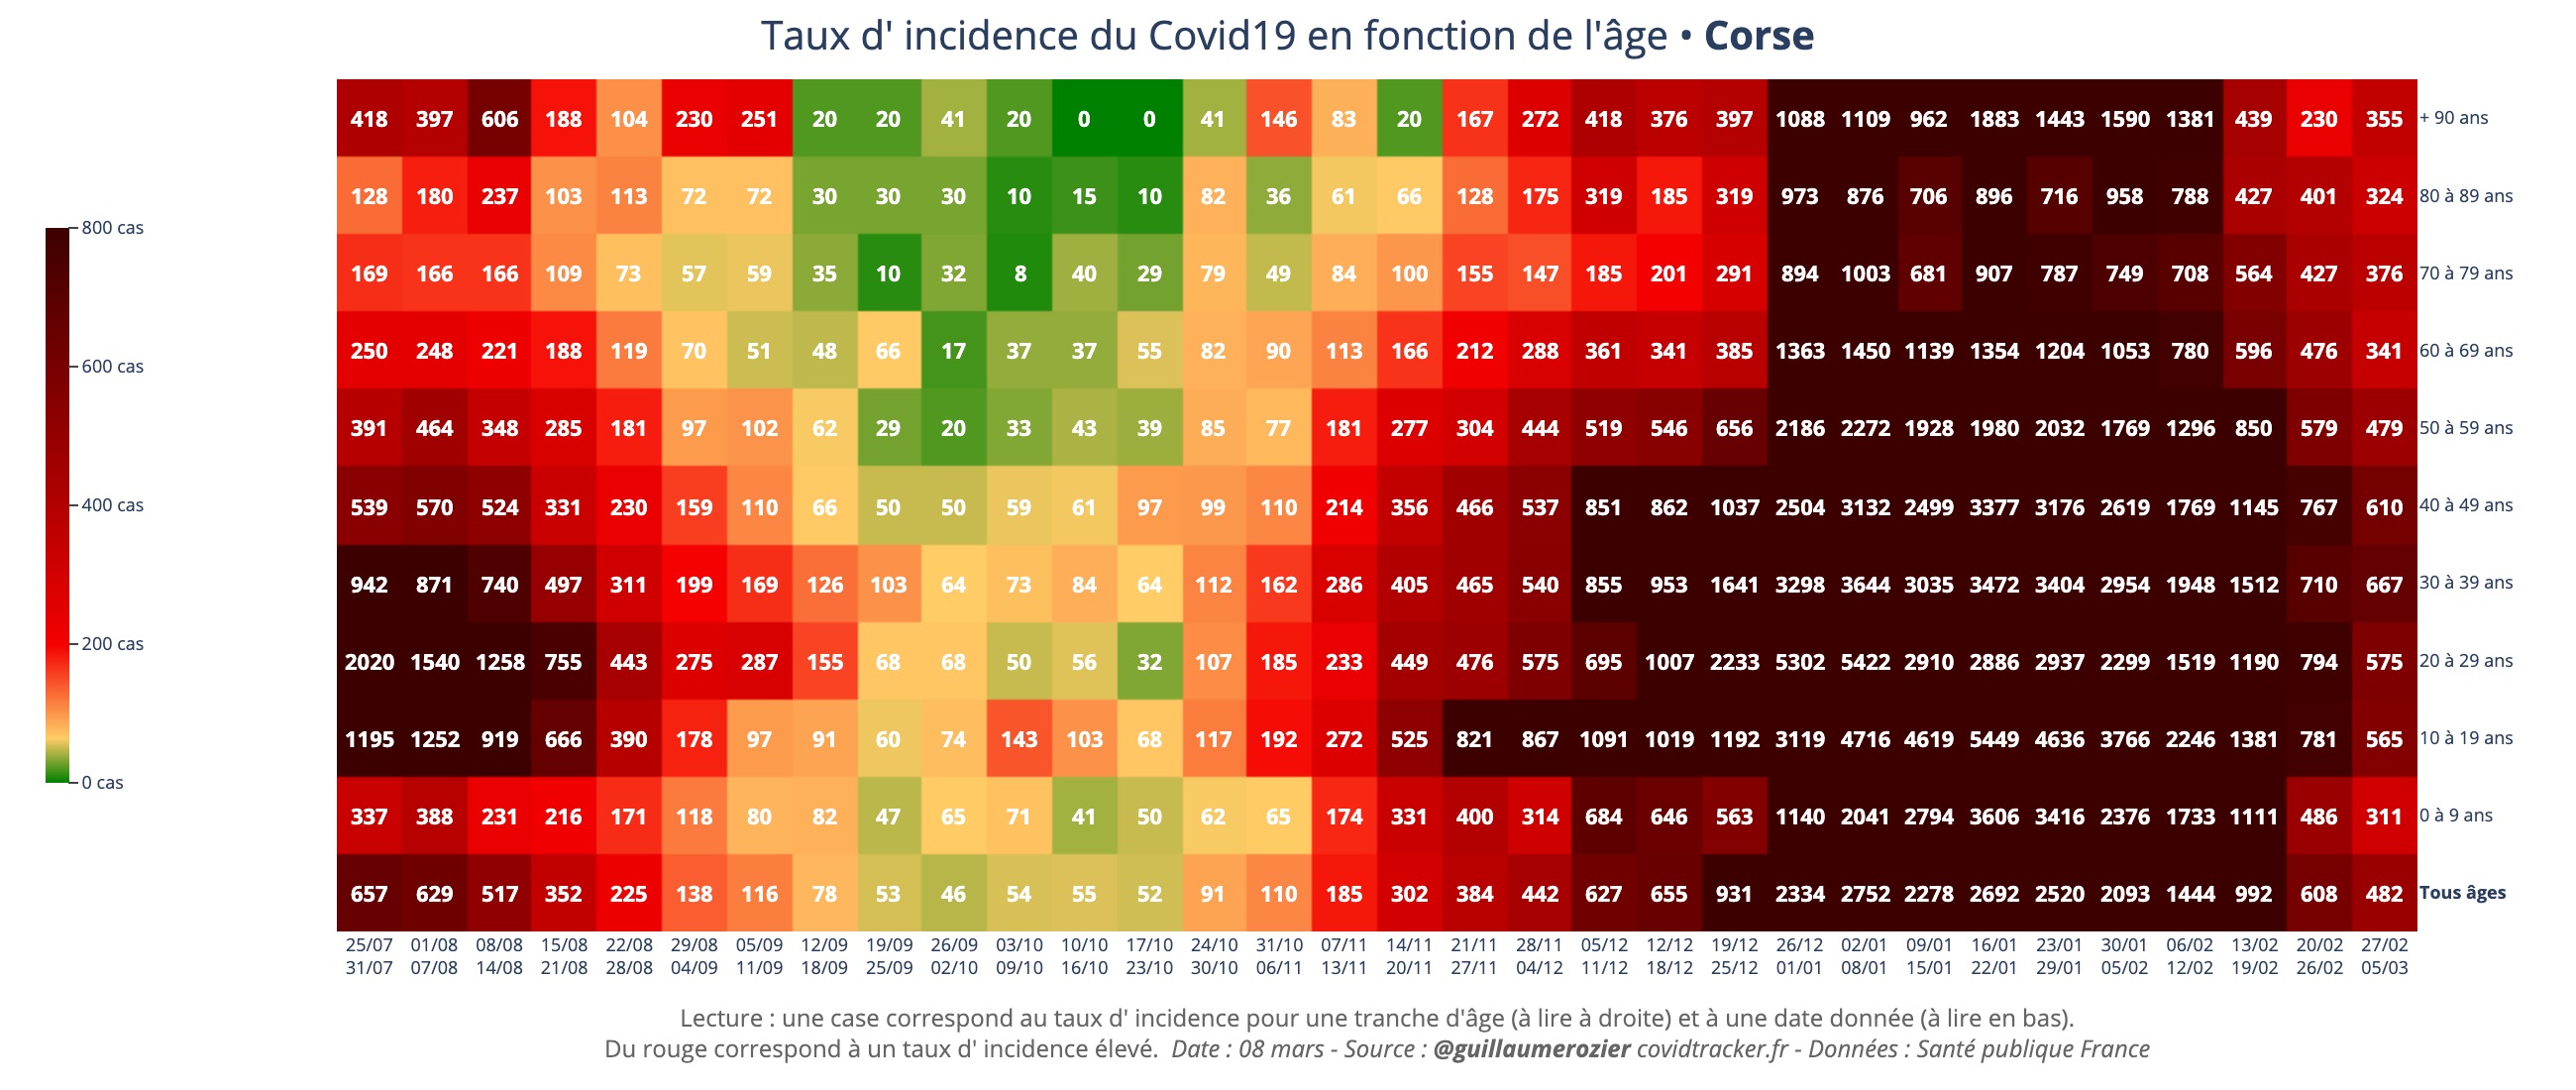 Taux d' incidence du Covid19 en fonction de l'âge • Corse
418 397 606 188 104 230 251 20 20 41 20 0 0 41 146 83 20 167 272 418 376 397 1088 1109 962 1883 1443 1590 1381 439 230 355 + 90 ans
128 180 237 103 113 72 72 30 30 30 10 15 10 82 36 61 66 128 175 319 185 319 973 876 706 896 716 958 788 427 401 324 80 à 89 ans
800 cas
169 166 166 109 73 57 59 35 10 32 8 40 29 79 49 84 100 155 147 185 201 291 894 1003 681 907 787 749 708 564 427 376 70 à 79 ans
250 248 221 188 119 70 51 48 66 17 37 37 55 82 90 113 166 212 288 361 341 385 1363 1450 1139 1354 1204 1053 780 596 476 341 60 à 69 ans
600 cas
391 464 348 285 181 97 102 62 29 20 33 43 39 85 77 181 277 304 444 519 546 656 2186 2272 1928 1980 2032 1769 1296 850 579 479 50 à 59 ans
400 cas
539 570 524 331 230 159 110 66 50 50 59 61 97 99 110 214 356 466 537 851 862 1037 2504 3132 2499 3377 3176 2619 1769 1145 767 610 40 à 49 ans
942 871 740 497 311 199 169 126 103 64 73 84 64 112 162 286 405 465 540 855 953 1641 3298 3644 3035 3472 3404 2954 1948 1512 710 667 30 à 39 ans
200 cas
2020 1540 1258 755 443 275 287 155 68 68 50 56 32 107 185 233 449 476 575 695 1007 2233 5302 5422 2910 2886 2937 2299 1519 1190 794 575 20 à 29 ans
1195 1252 919 666 390 178 97 91 60 74 143 103 68 117 192 272 525 821 867 1091 1019 1192 3119 4716 4619 5449 4636 3766 2246 1381 781 565 10 à 19 ans
0 cas
337 388 231 216 171 118 80 82 47 65 71 41 50 62 65 174 331 400 314 684 646 563 1140 2041 2794 3606 3416 2376 1733 1111 486 311 0 à 9 ans
657 629 517 352 225 138 116 78 53 46 54 55 52 91 110 185 302 384 442 627 655 931 2334 2752 2278 2692 2520 2093 1444 992 608 482 Tous âges
25/07 01/08 08/08 15/08 22/08 29/08 05/09 12/09 19/09 26/09 03/10 10/10 17/10 24/10 31/10 07/11 14/11 21/11 28/11 05/12 12/12 19/12 26/12 02/01 09/01 16/01 23/01 30/01 06/02 13/02 20/02 27/02
31/07 07/08 14/08 21/08 28/08 04/09 11/09 18/09 25/09 02/10 09/10 16/10 23/10 30/10 06/11 13/11 20/11 27/11 04/12 11/12 18/12 25/12 01/01 08/01 15/01 22/01 29/01 05/02 12/02 19/02 26/02 05/03
Lecture : une case correspond au taux d' incidence pour une tranche d'âge (à lire à droite) et à une date donnée (à lire en bas).
Du rouge correspond à un taux d' incidence élevé. Date : 08 mars - Source : @guillaumerozier covidtracker.fr - Données : Santé publique France